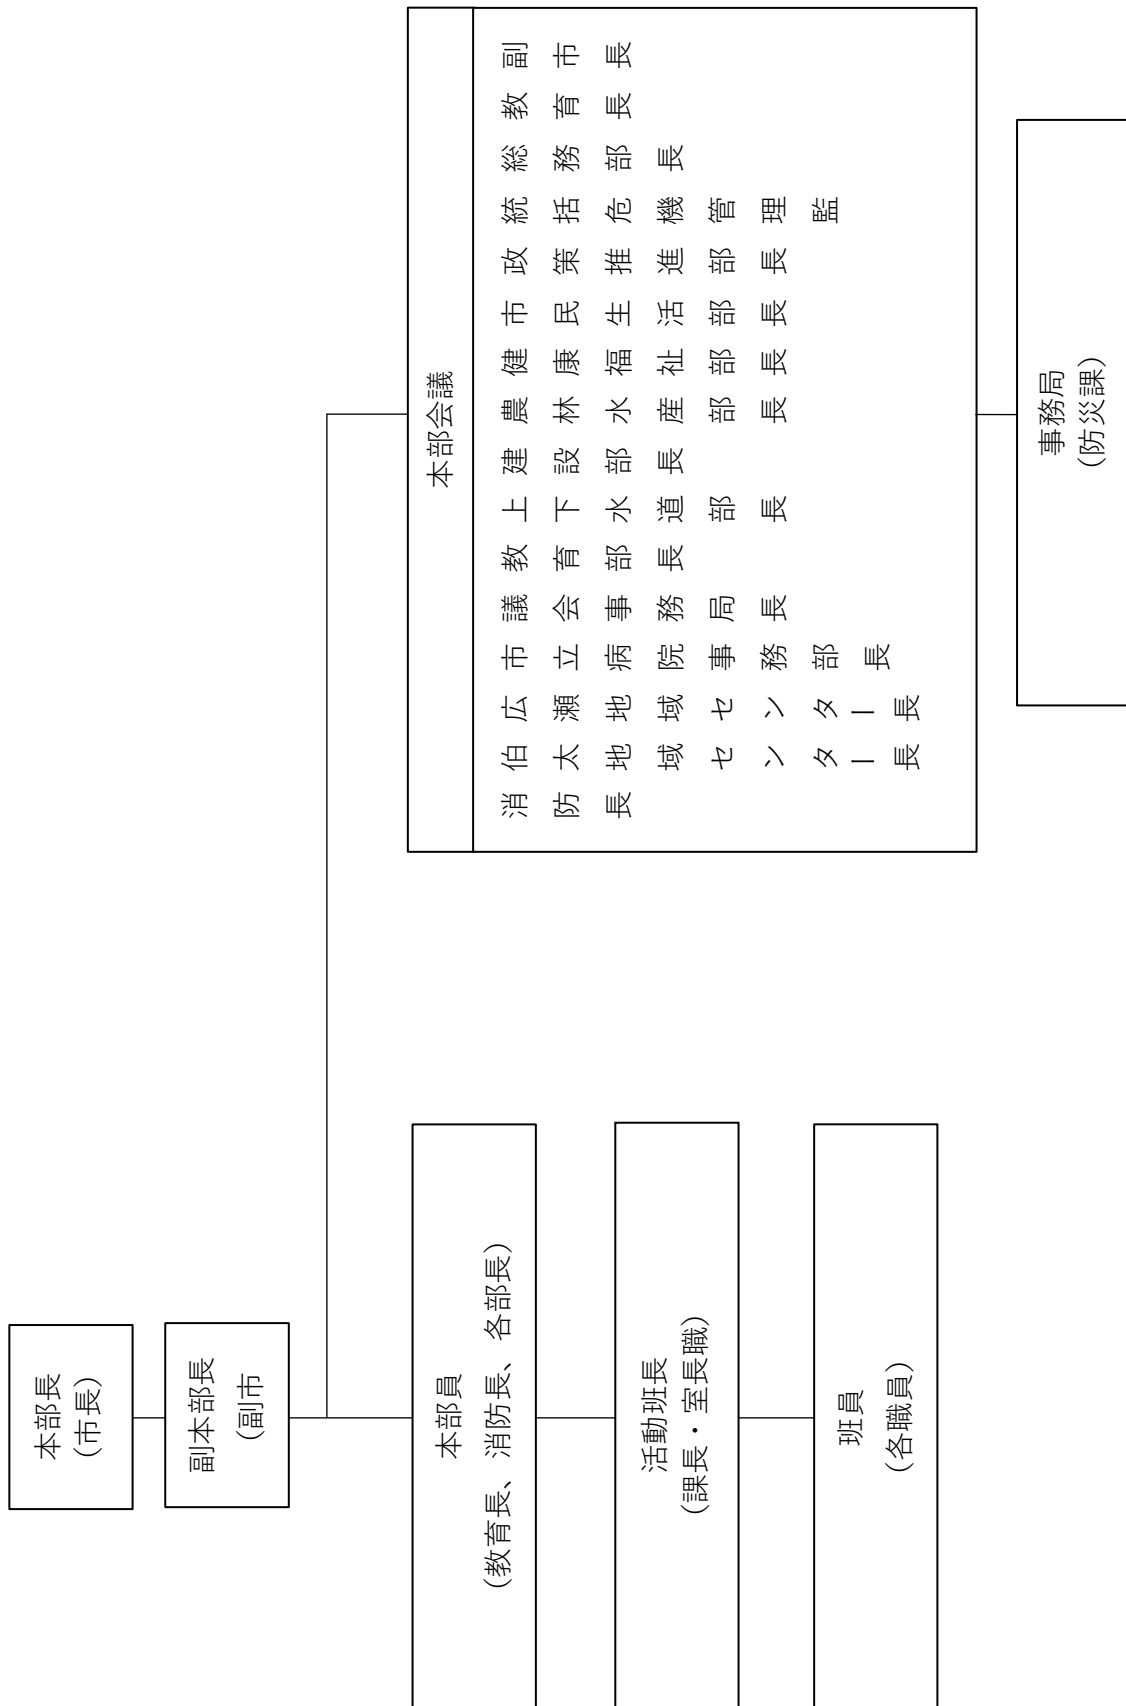 本部長
(市長)
副本部長
(副市
本部員
(教育長、消防長、各部長)
活動班長
(課長・室長職)
班員
(各職員)
本部会議
副市長
教育長
総務部長
統括危機管理監
政策推進部長
市民生活部長
健康福祉部長
農林水産部長
建設部長
上下水道部長
教育部長
議会事務局長
市立病院事務部長
広瀬地域センター長
伯太地域センター長
消防長
事務局
(防災課)